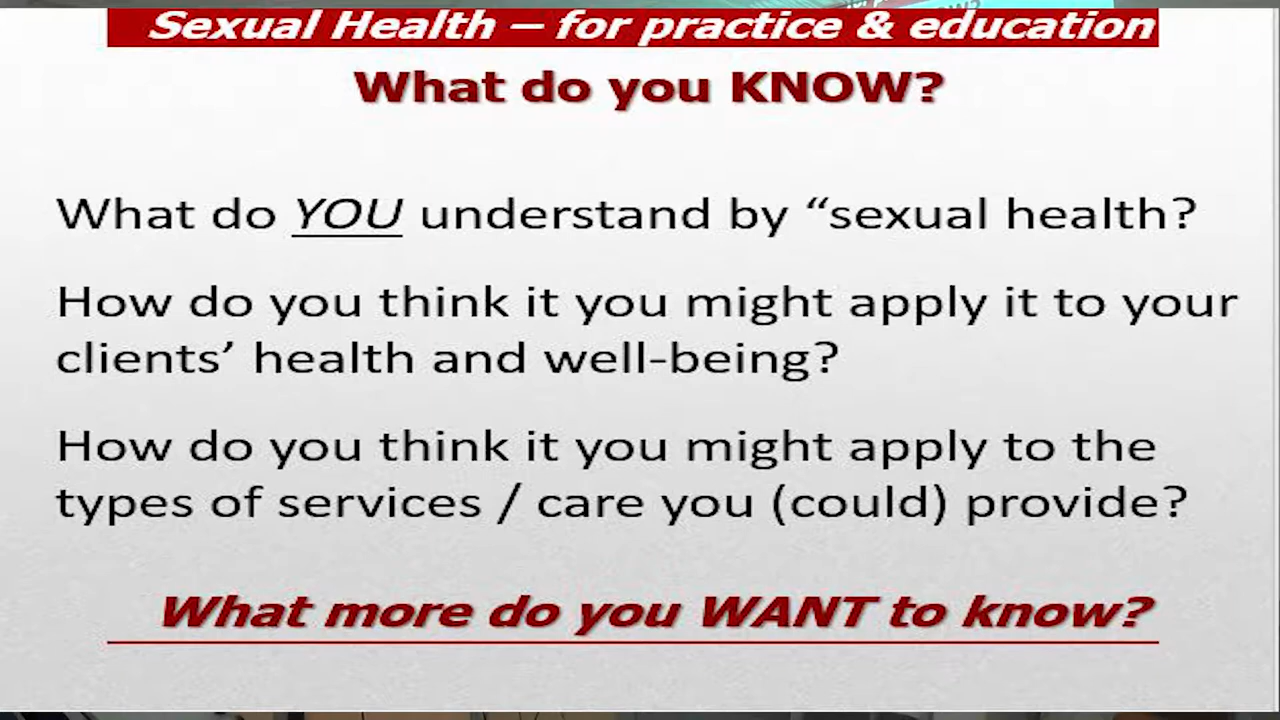 Sexual Health – for practice & education
What do you KNOW?
What do YOU understand by “sexual health?
How do you think it you might apply it to your
clients’ health and well-being?
How do you think it you might apply to the
types of services / care you (could) provide?
What more do you WANT to know?